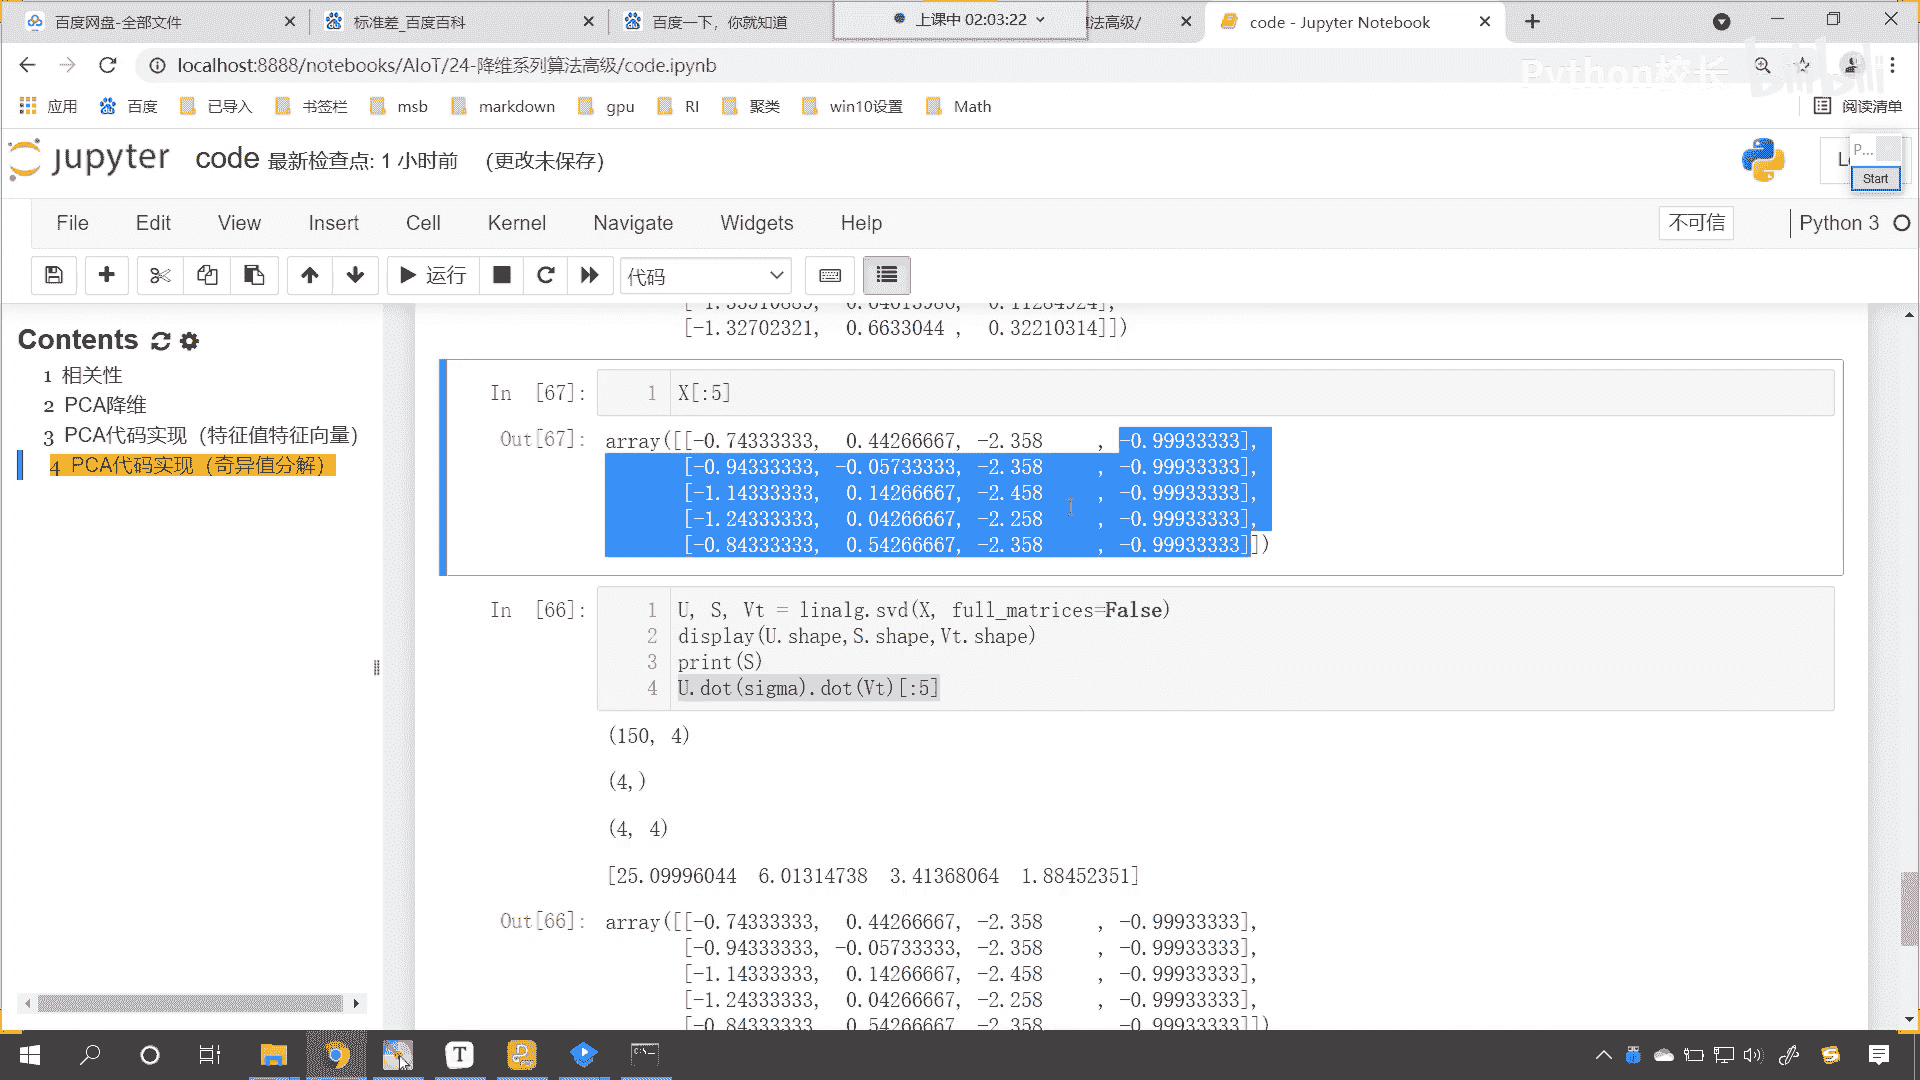 百度网盘-全部文件
标准差_百度百科
百度一下，你就知道
上课中 02:03:22
法高级/
code - Jupyter Notebook
localhost:8888/notebooks/AIoT/24-降维系列算法高级/code.ipynb
Python校长 bilibili
应用 百度 已导入 书签栏 msb markdown gpu RI 聚类 win10设置 Math 阅读清单
jupyter code 最新检查点: 1 小时前 (更改未保存)
P...
Start
File Edit View Insert Cell Kernel Navigate Widgets Help 不可信 Python 3
运行 代码
Contents
1 相关性
2 PCA降维
3 PCA代码实现（特征值特征向量）
4 PCA代码实现（奇异值分解）
[-1.32702321, 0.6633044 , 0.32210314]])
In [67]: 1 X[:5]
Out[67]: array([[-0.74333333, 0.44266667, -2.358 , -0.99933333],
[-0.94333333, -0.05733333, -2.358 , -0.99933333],
[-1.14333333, 0.14266667, -2.458 , -0.99933333],
[-1.24333333, 0.04266667, -2.258 , -0.99933333],
[-0.84333333, 0.54266667, -2.358 , -0.99933333]])
In [66]: 1 U, S, Vt = linalg.svd(X, full_matrices=False)
2 display(U.shape,S.shape,Vt.shape)
3 print(S)
4 U.dot(sigma).dot(Vt)[:5]
(150, 4)
(4,)
(4, 4)
[25.09996044 6.01314738 3.41368064 1.88452351]
Out[66]: array([[-0.74333333, 0.44266667, -2.358 , -0.99933333],
[-0.94333333, -0.05733333, -2.358 , -0.99933333],
[-1.14333333, 0.14266667, -2.458 , -0.99933333],
[-1.24333333, 0.04266667, -2.258 , -0.99933333],
[-0.84333333, 0.54266667, -2.358 , -0.99933333]])